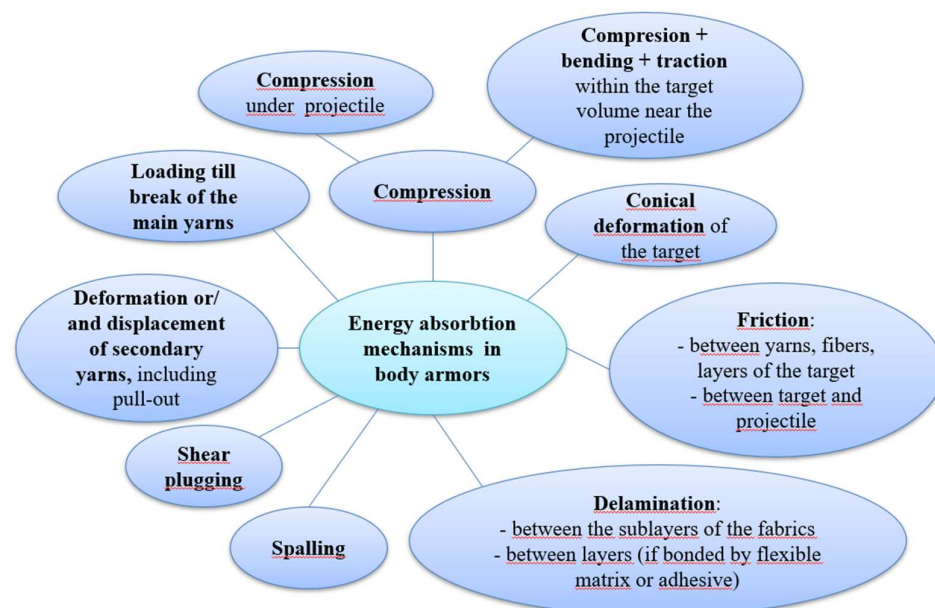 Compresion +
bending + traction
within the target
volume near the
projectile
Compression
under projectile
Loading till
break of the
main yarns
Compression
Conical
deformation of
the target
Deformation or/
and displacement
of secondary
yarns, including
pull-out
Energy absorbtion
mechanisms in
body armors
Friction:
- between yarns, fibers,
layers of the target
- between target and
projectile
Shear
plugging
Spalling
Delamination:
- between the sublayers of the fabrics
- between layers (if bonded by flexible
matrix or adhesive)